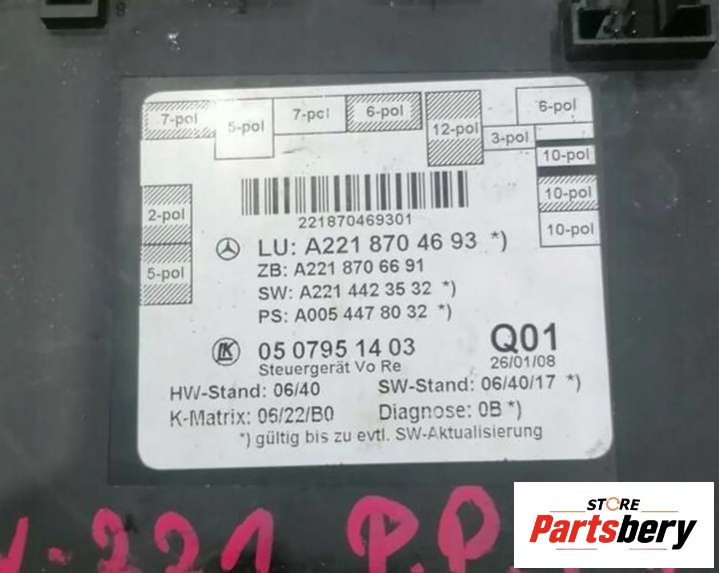 7-pol
5-pol
7-pol
6-pol
12-pol
3-pol
6-pol
10-pol
10-pol
10-pol
2-pol
5-pol
221870469301
LU: A221 870 46 93 *)
ZB: A221 870 66 91
SW: A221 442 35 32 *)
PS: A005 447 80 32 *)
LK 05 0795 14 03 Q01
Steuergerät Vo Re 26/01/08
HW-Stand: 06/40 SW-Stand: 06/40/17 *)
K-Matrix: 06/22/B0 Diagnose: 0B *)
*) gültig bis zu evtl. SW-Aktualisierung
W-221 P.P.
STORE
Partsbery